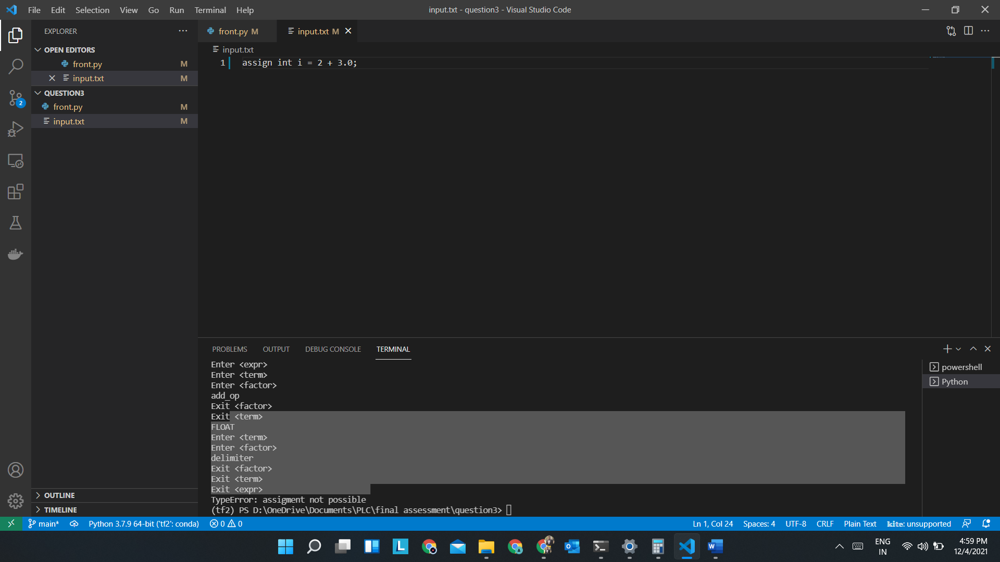 File Edit Selection View Go Run Terminal Help
input.txt - question3 - Visual Studio Code
EXPLORER
OPEN EDITORS
front.py M
input.txt M
QUESTION3
front.py M
input.txt M
OUTLINE
TIMELINE
2
front.py M
input.txt M
input.txt
1 assign int i = 2 + 3.0;
PROBLEMS OUTPUT DEBUG CONSOLE TERMINAL
Enter <expr>
Enter <term>
Enter <factor>
add_op
Exit <factor>
Exit <term>
FLOAT
Enter <term>
Enter <factor>
delimiter
Exit <factor>
Exit <term>
Exit <expr>
TypeError: assigment not possible
(tf2) PS D:\OneDrive\Documents\PLC\final assessment\question3>
powershell
Python
main* Python 3.7.9 64-bit ('tf2': conda) 0 0
Ln 1, Col 24 Spaces: 4 UTF-8 CRLF Plain Text kite: unsupported
ENG
IN
4:59 PM
12/4/2021